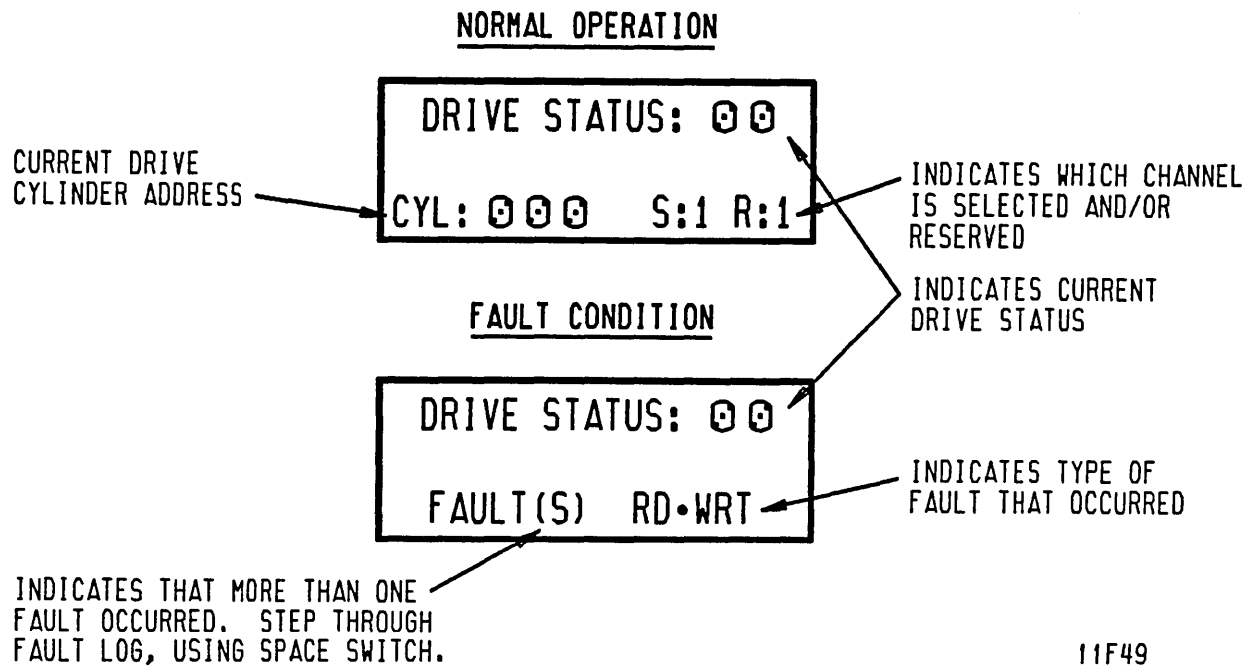 NORMAL OPERATION
DRIVE STATUS: 00
CURRENT DRIVE
CYLINDER ADDRESS
CYL: 000 S:1 R:1
INDICATES WHICH CHANNEL
IS SELECTED AND/OR
RESERVED
INDICATES CURRENT
DRIVE STATUS
FAULT CONDITION
DRIVE STATUS: 00
FAULT(S) RD•WRT
INDICATES TYPE OF
FAULT THAT OCCURRED
INDICATES THAT MORE THAN ONE
FAULT OCCURRED. STEP THROUGH
FAULT LOG, USING SPACE SWITCH.
11F49